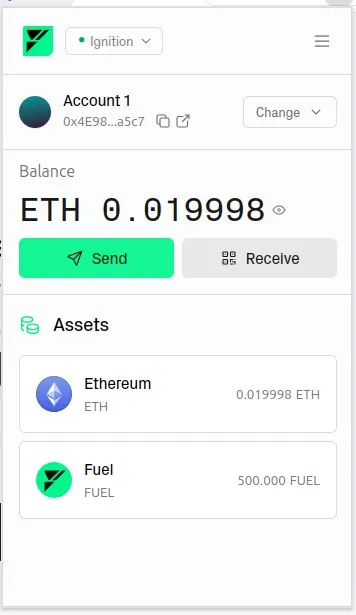 Ignition
Account 1
0x4E98...a5c7
Change
Balance
ETH 0.019998
Send
Receive
Assets
Ethereum
0.019998 ETH
ETH
Fuel
500.000 FUEL
FUEL